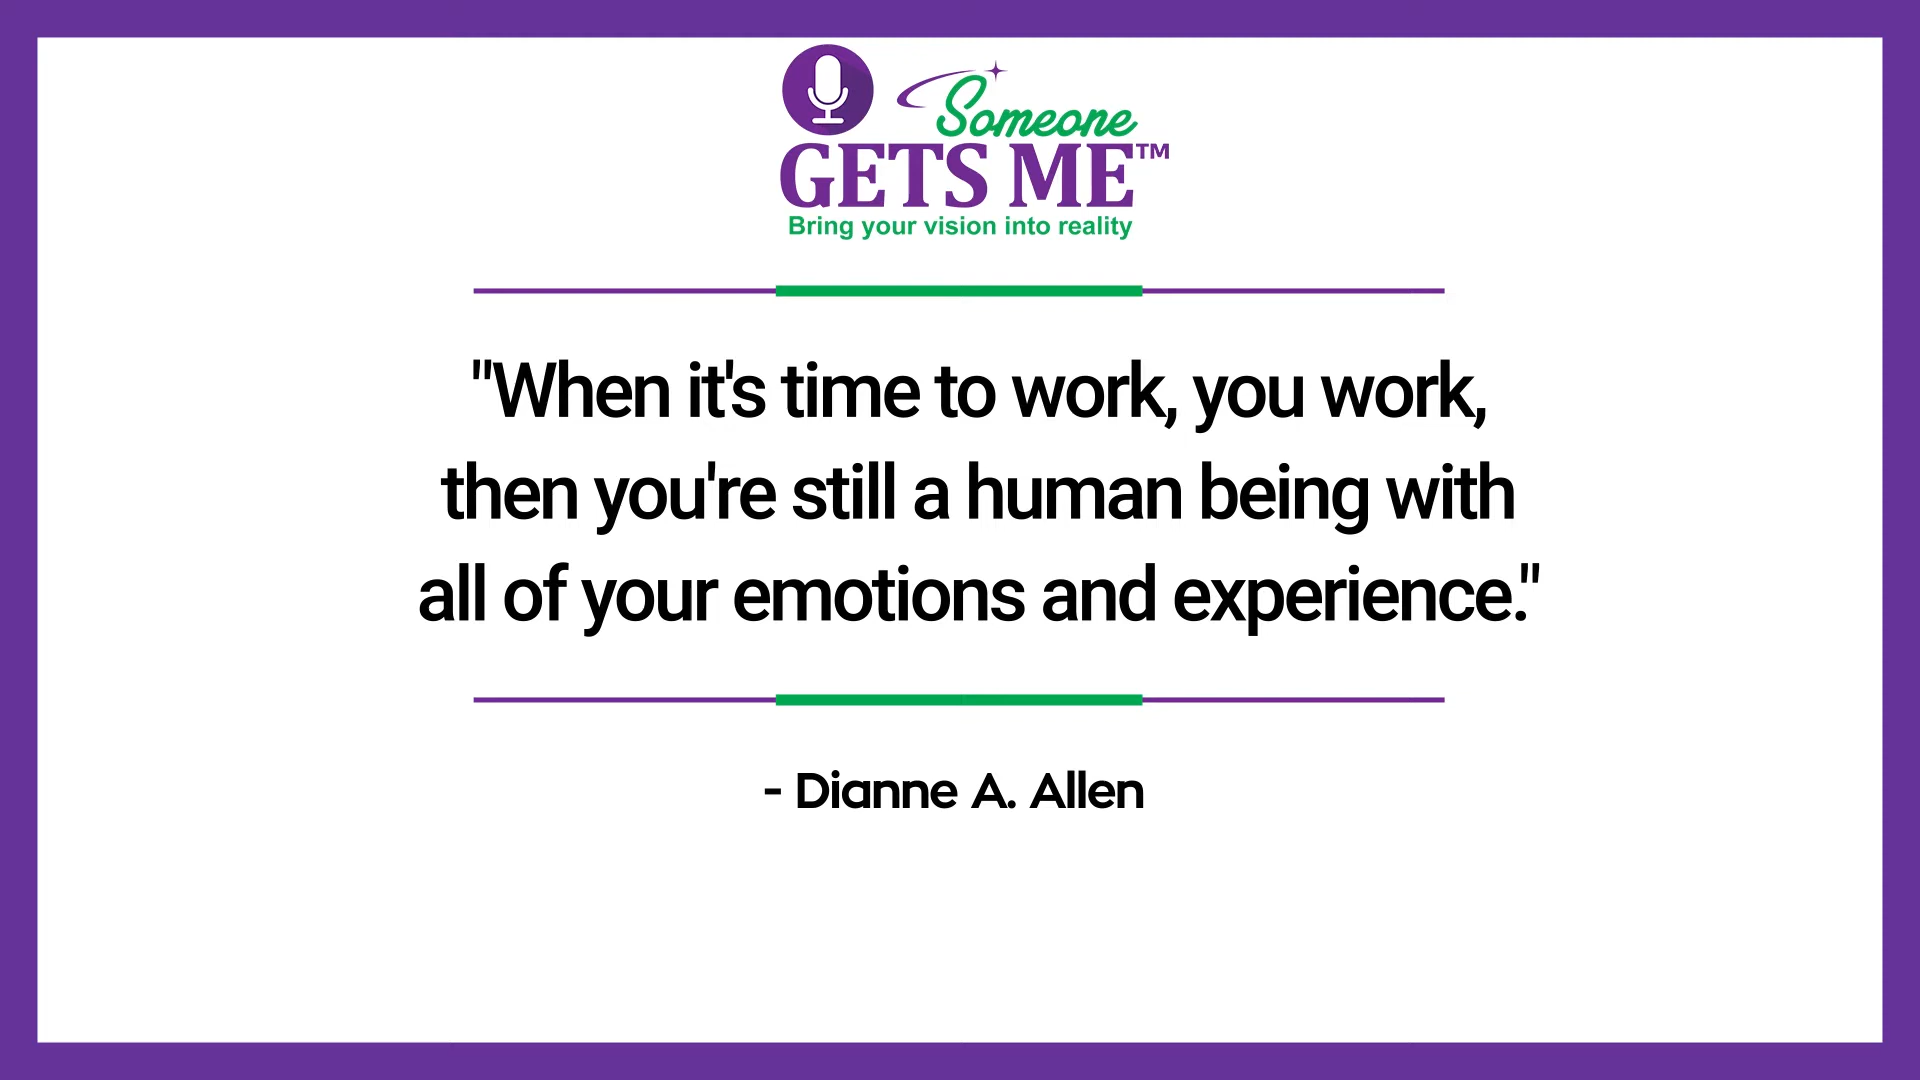 Someone
GETS ME™
Bring your vision into reality
"When it's time to work, you work,
then you're still a human being with
all of your emotions and experience."
- Dianne A. Allen